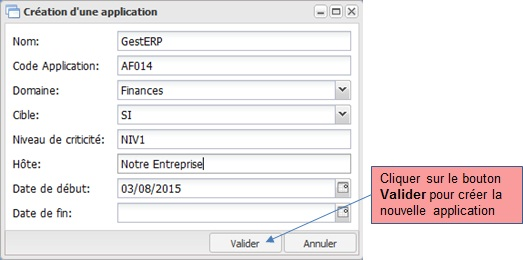 Création d'une application
Nom: GestERP
Code Application: AF014
Domaine: Finances
Cible: SI
Niveau de criticité: NIV1
Hôte: Notre Entreprise
Date de début: 03/08/2015
Date de fin:
Valider Annuler
Cliquer sur le bouton
Valider pour créer la
nouvelle application